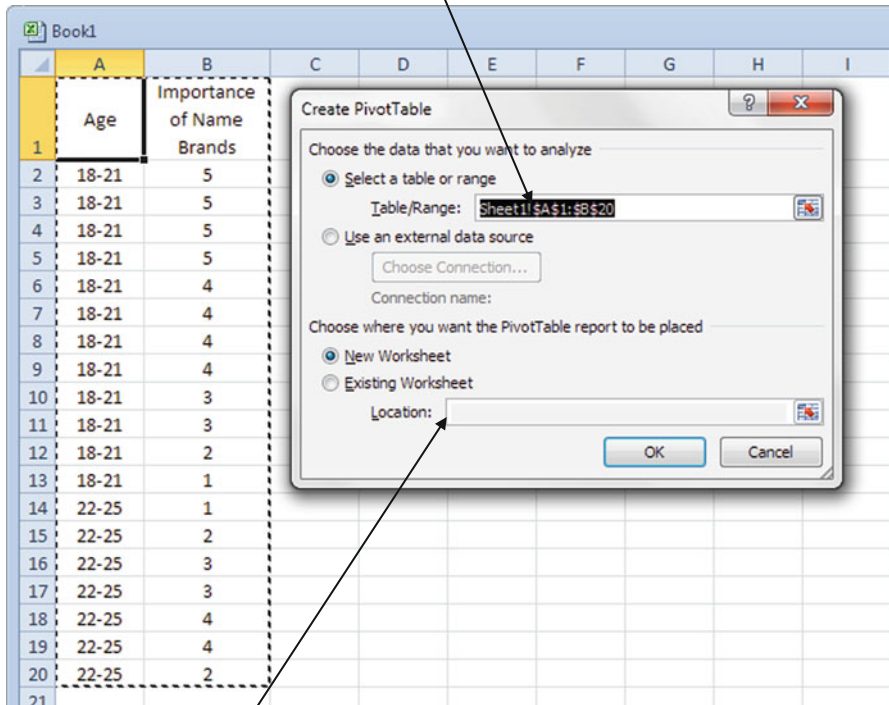 Book1
A B C D E F G H I
1 Age Importance of Name Brands
2 18-21 5
3 18-21 5
4 18-21 5
5 18-21 5
6 18-21 4
7 18-21 4
8 18-21 4
9 18-21 4
10 18-21 3
11 18-21 3
12 18-21 2
13 18-21 1
14 22-25 1
15 22-25 2
16 22-25 3
17 22-25 3
18 22-25 4
19 22-25 4
20 22-25 2
21
Create PivotTable
Choose the data that you want to analyze
Select a table or range
Table/Range: Sheet1!$A$1:$B$20
Use an external data source
Choose Connection...
Connection name:
Choose where you want the PivotTable report to be placed
New Worksheet
Existing Worksheet
Location:
OK Cancel